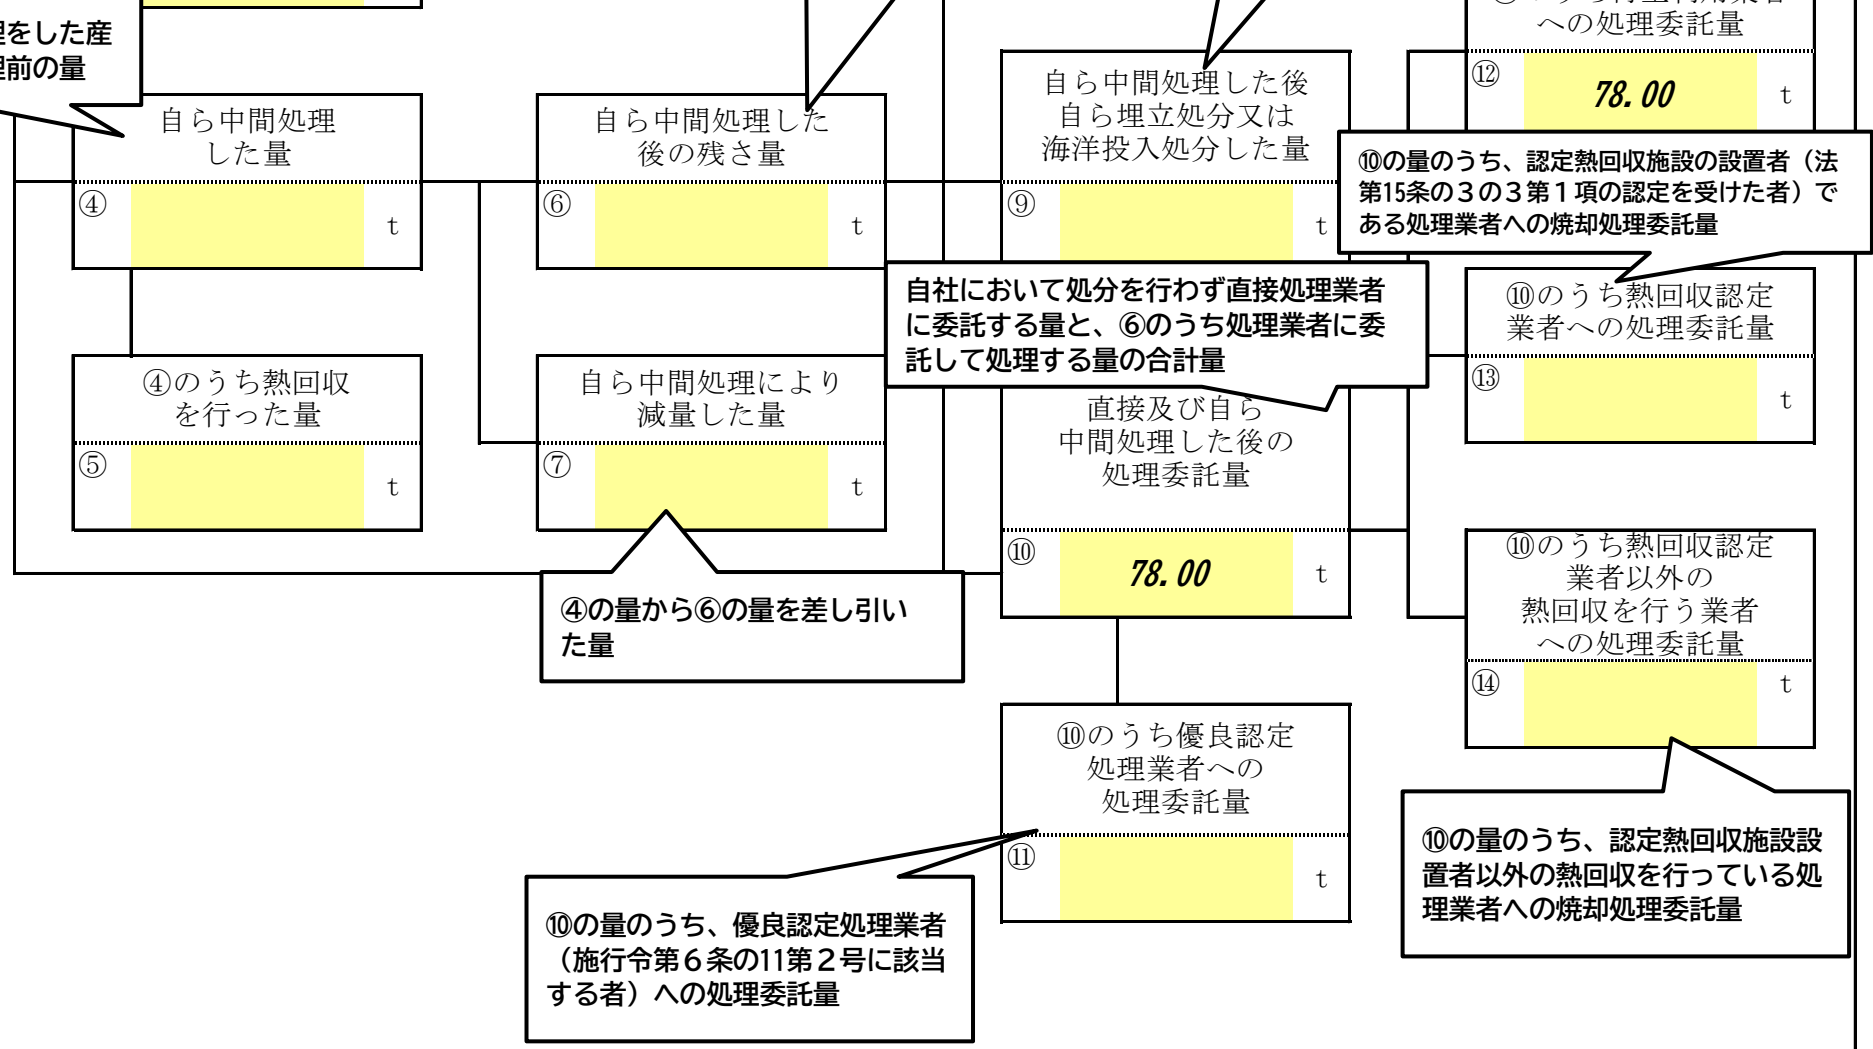 理をした産
理前の量
への処理委託量
⑫
78.00
t
自ら中間処理
した量
④
t
自ら中間処理した
後の残さ量
⑥
t
自ら中間処理した後
自ら埋立処分又は
海洋投入処分した量
⑨
t
⑩の量のうち、認定熱回収施設の設置者（法
第15条の３の３第１項の認定を受けた者）で
ある処理業者への焼却処理委託量
自社において処分を行わず直接処理業者
に委託する量と、⑥のうち処理業者に委
託して処理する量の合計量
⑩のうち熱回収認定
業者への処理委託量
⑬
t
④のうち熱回収
を行った量
⑤
t
自ら中間処理により
減量した量
⑦
t
直接及び自ら
中間処理した後の
処理委託量
⑩
78.00
t
④の量から⑥の量を差し引い
た量
⑩のうち熱回収認定
業者以外の
熱回収を行う業者
への処理委託量
⑭
t
⑩のうち優良認定
処理業者への
処理委託量
⑪
t
⑩の量のうち、優良認定処理業者
（施行令第６条の11第２号に該当
する者）への処理委託量
⑩の量のうち、認定熱回収施設設
置者以外の熱回収を行っている処
理業者への焼却処理委託量